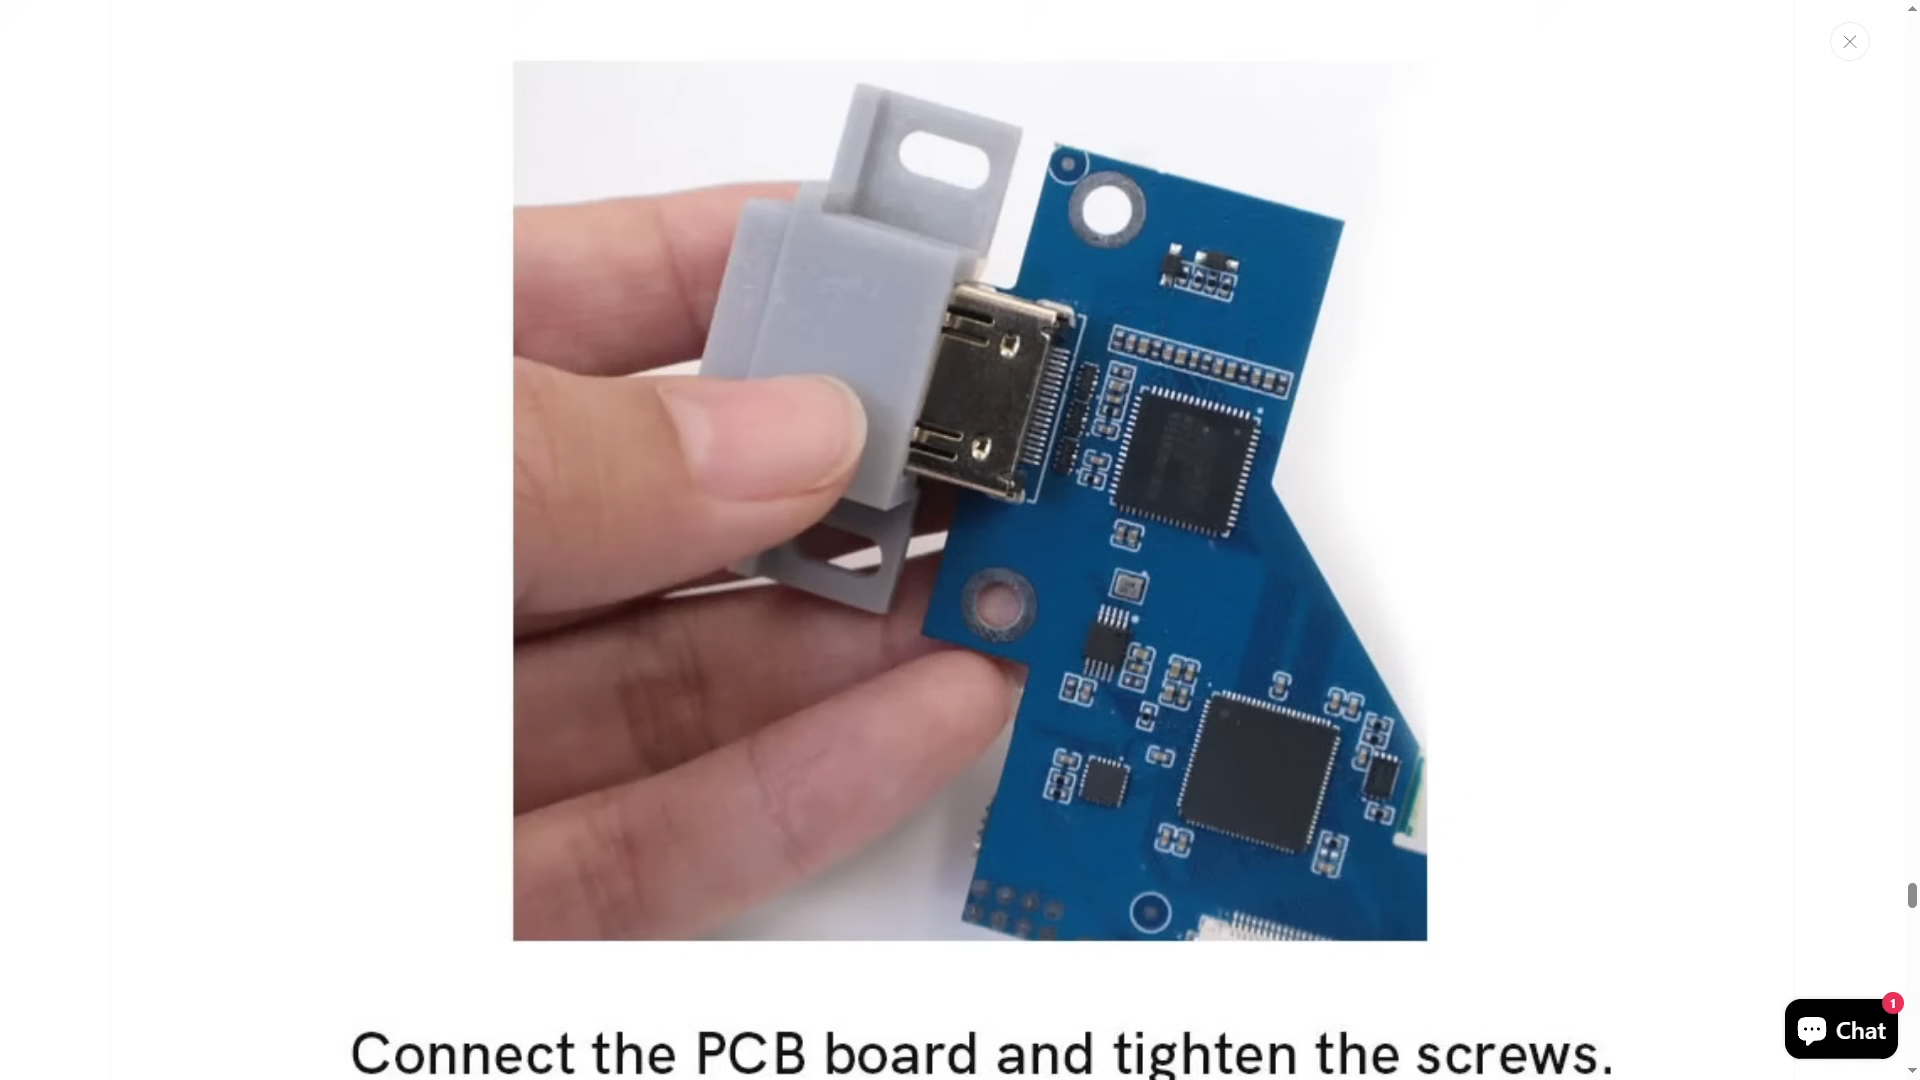 1
Chat
Connect the PCB board and tighten the screws.